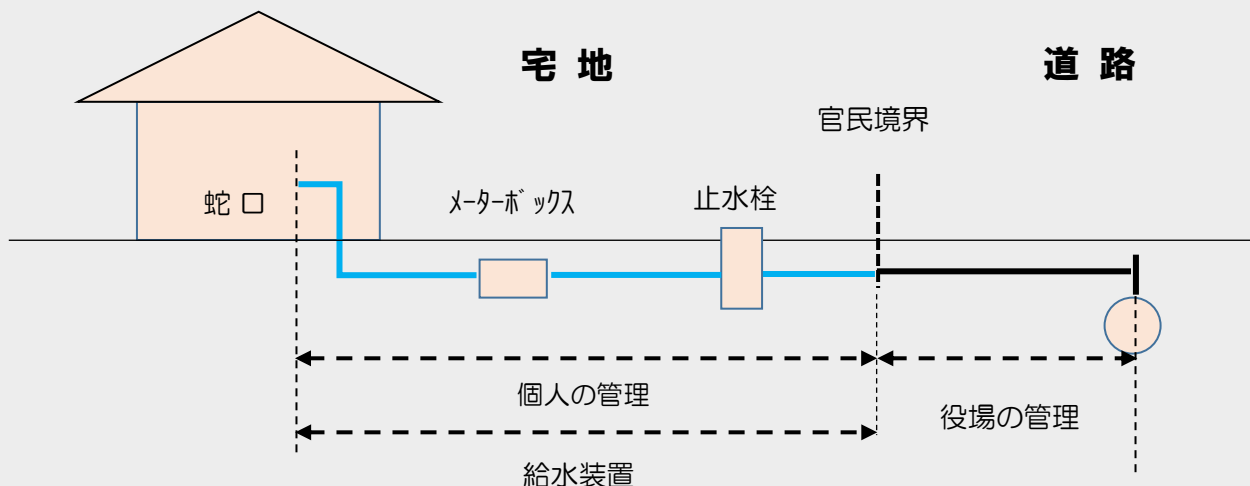 宅 地
道 路
官民境界
蛇 口
ﾒｰﾀｰﾎﾞｯｸｽ
止水栓
個人の管理
役場の管理
給水装置